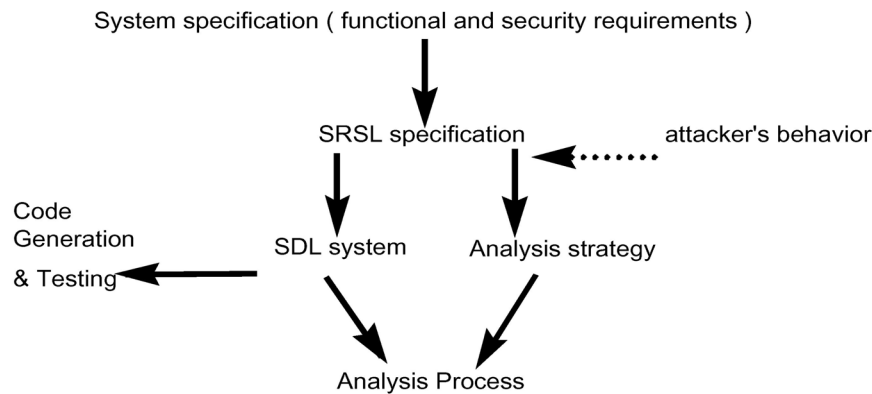 System specification ( functional and security requirements )
SRSL specification
attacker's behavior
Code
Generation
& Testing
SDL system
Analysis strategy
Analysis Process